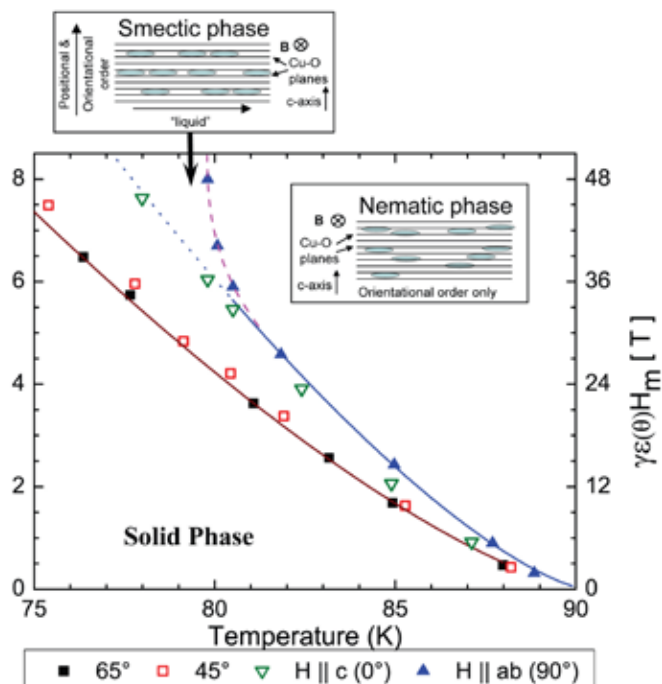 Smectic phase
Positional &
Orientational
order
B ⊗
Cu-O
planes
c-axis
"liquid"
Nematic phase
B ⊗
Cu-O
planes
c-axis
Orientational order only
8
6
4
2
0
48
36
24
12
0
γε(θ)H_m [ T ]
Solid Phase
75 80 85 90
Temperature (K)
65° 45° H || c (0°) H || ab (90°)